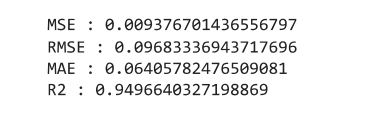 MSE : 0.009376701436556797
RMSE : 0.09683336943717696
MAE : 0.06405782476509081
R2 : 0.9496640327198869